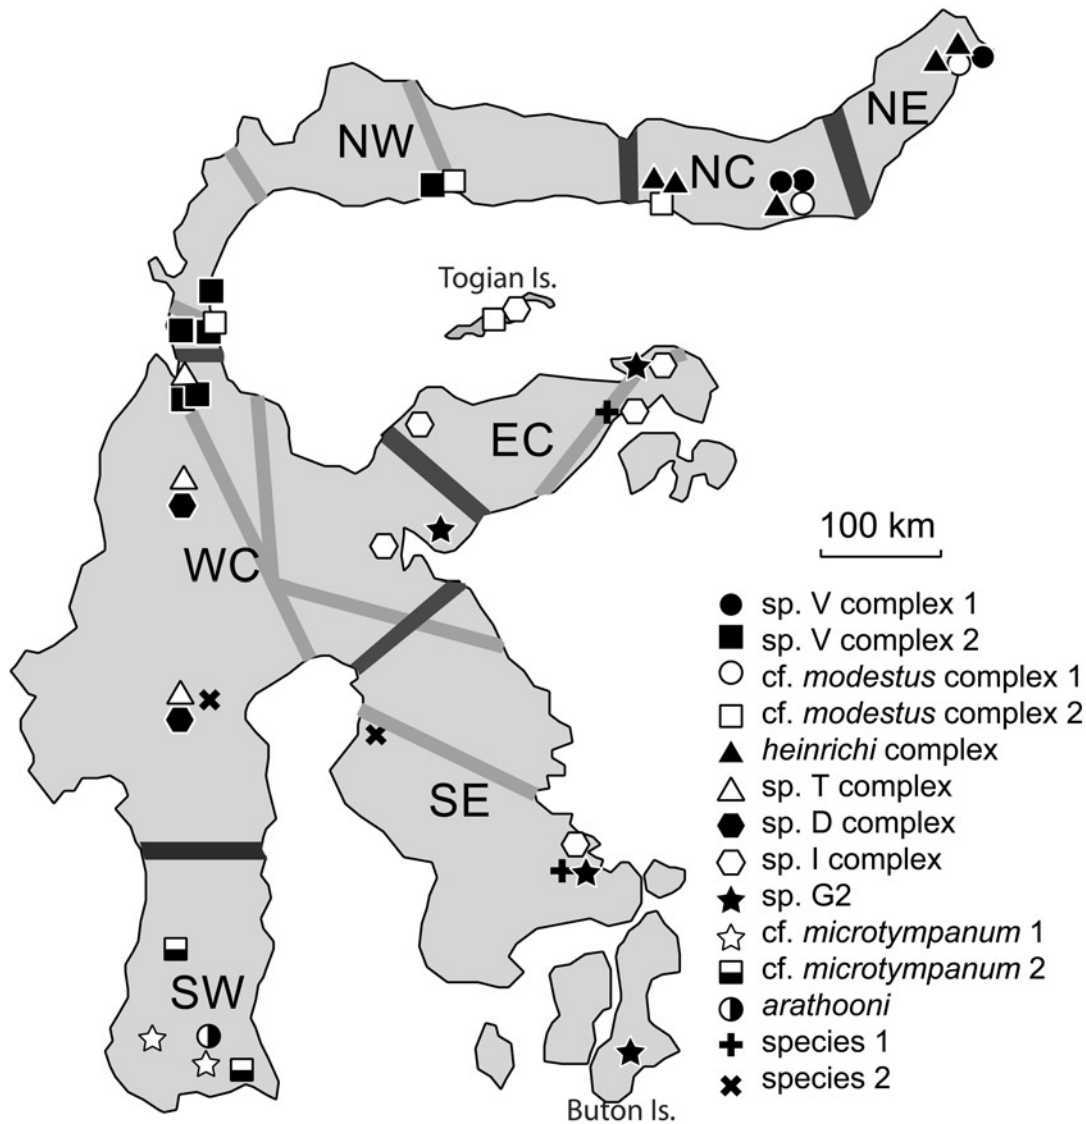 NE
NW
NC
Togian Is.
EC
100 km
WC
sp. V complex 1
sp. V complex 2
cf. modestus complex 1
cf. modestus complex 2
heinrichi complex
sp. T complex
SE
sp. D complex
sp. I complex
sp. G2
cf. microtympanum 1
cf. microtympanum 2
SW
arathooni
species 1
species 2
Buton Is.